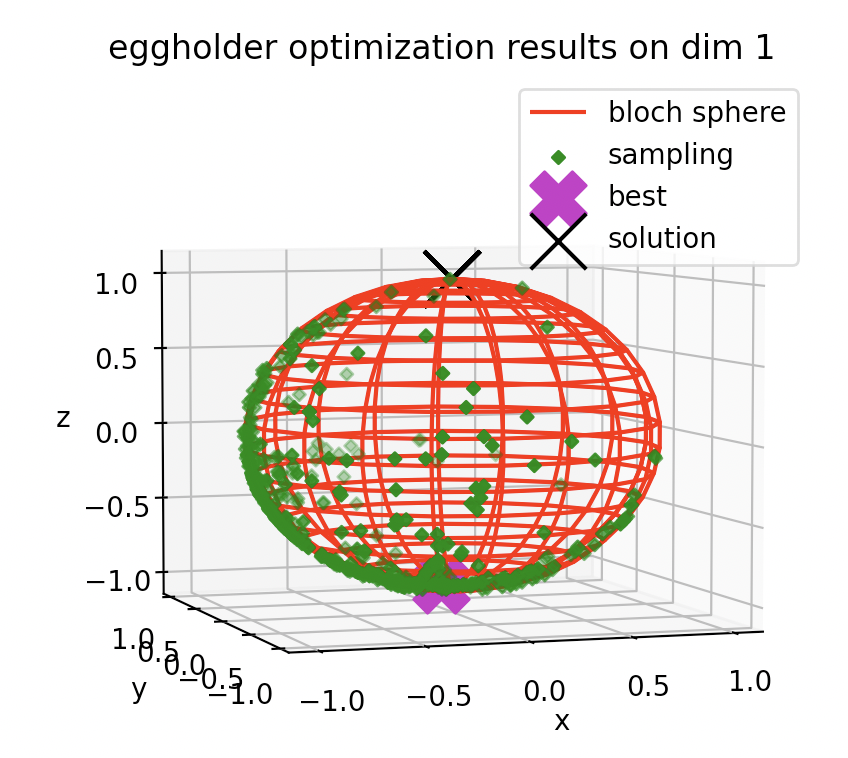 eggholder optimization results on dim 1
bloch sphere
sampling
best
solution
1.0
0.5
z 0.0
−0.5
−1.0
1.0
0.5
0.0
−0.5
−1.0
y
−1.0 −0.5 0.0 0.5 1.0
x